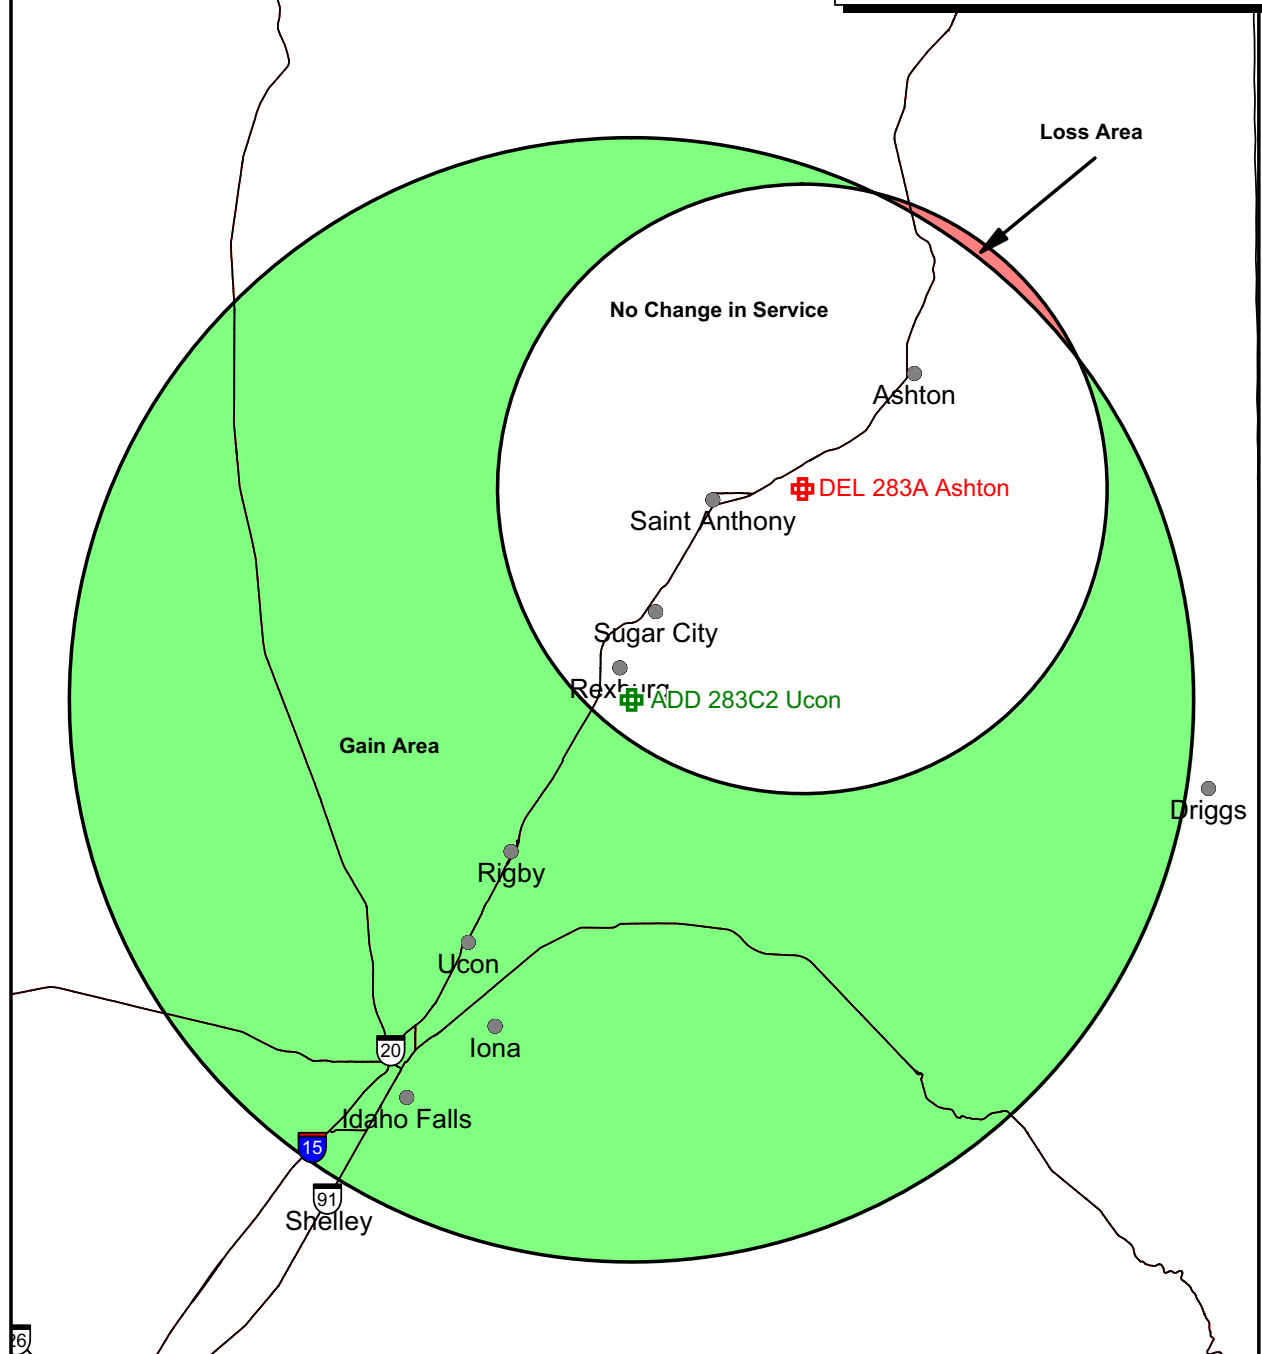 Loss Area
No Change in Service
Ashton
DEL 283A Ashton
Saint Anthony
Sugar City
Rexburg
ADD 283C2 Ucon
Gain Area
Driggs
Rigby
Ucon
Iona
20
Idaho Falls
15
91
Shelley
26